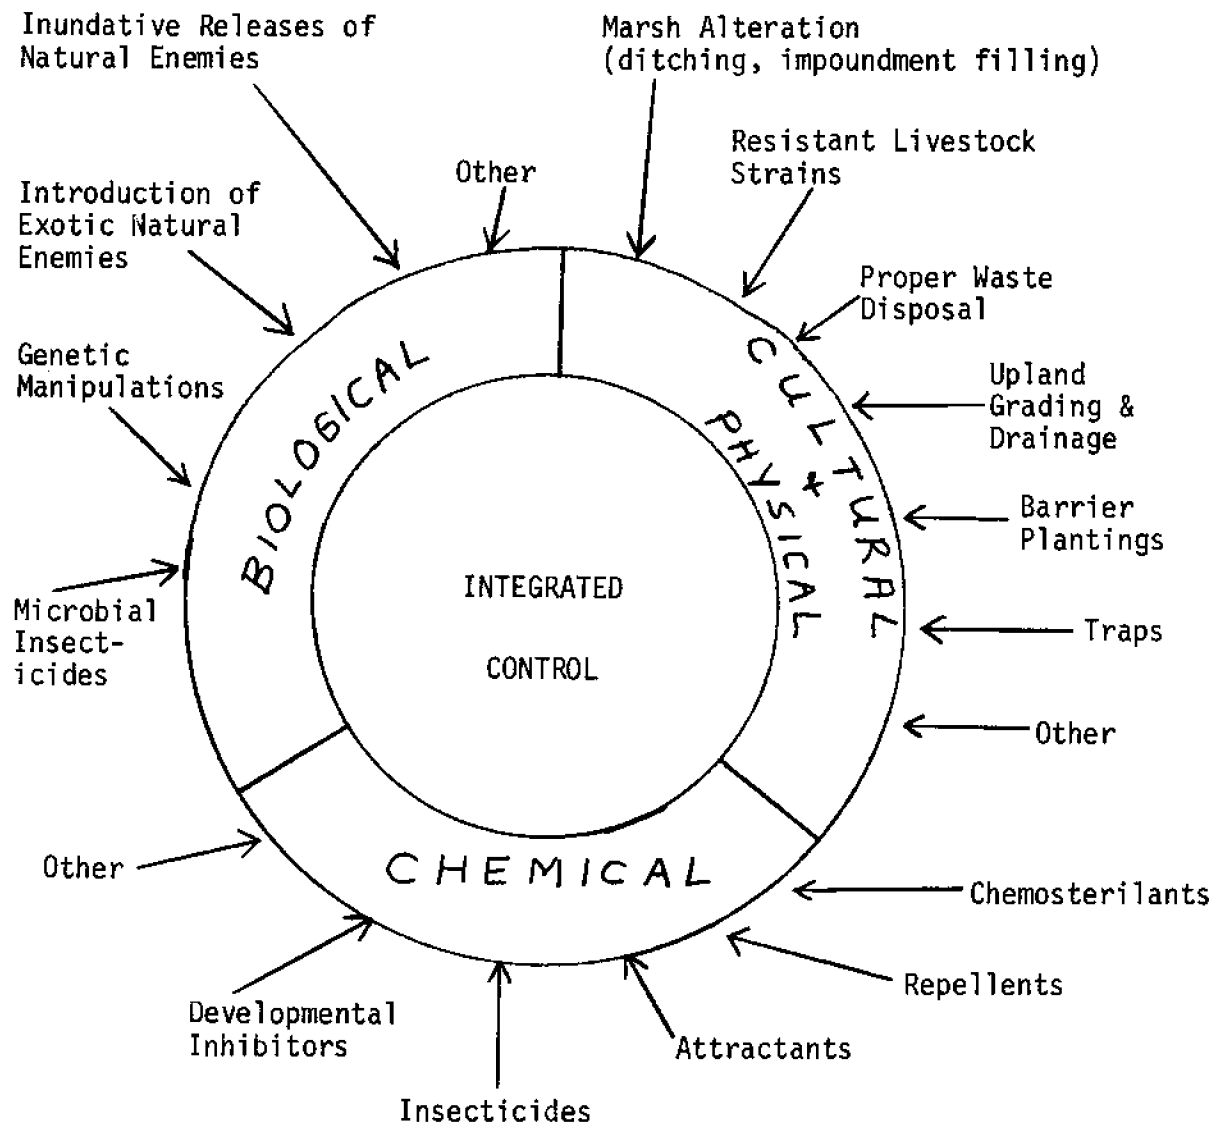 Inundative Releases of
Natural Enemies
Marsh Alteration
(ditching, impoundment filling)
Resistant Livestock
Strains
Other
Introduction of
Exotic Natural
Enemies
Proper Waste
Disposal
Genetic
Manipulations
Upland
Grading &
Drainage
BIOLOGICAL
CULTURAL
+
PHYSICAL
Barrier
Plantings
INTEGRATED
CONTROL
Microbial
Insect-
icides
Traps
Other
Other
CHEMICAL
Chemosterilants
Repellents
Developmental
Inhibitors
Attractants
Insecticides